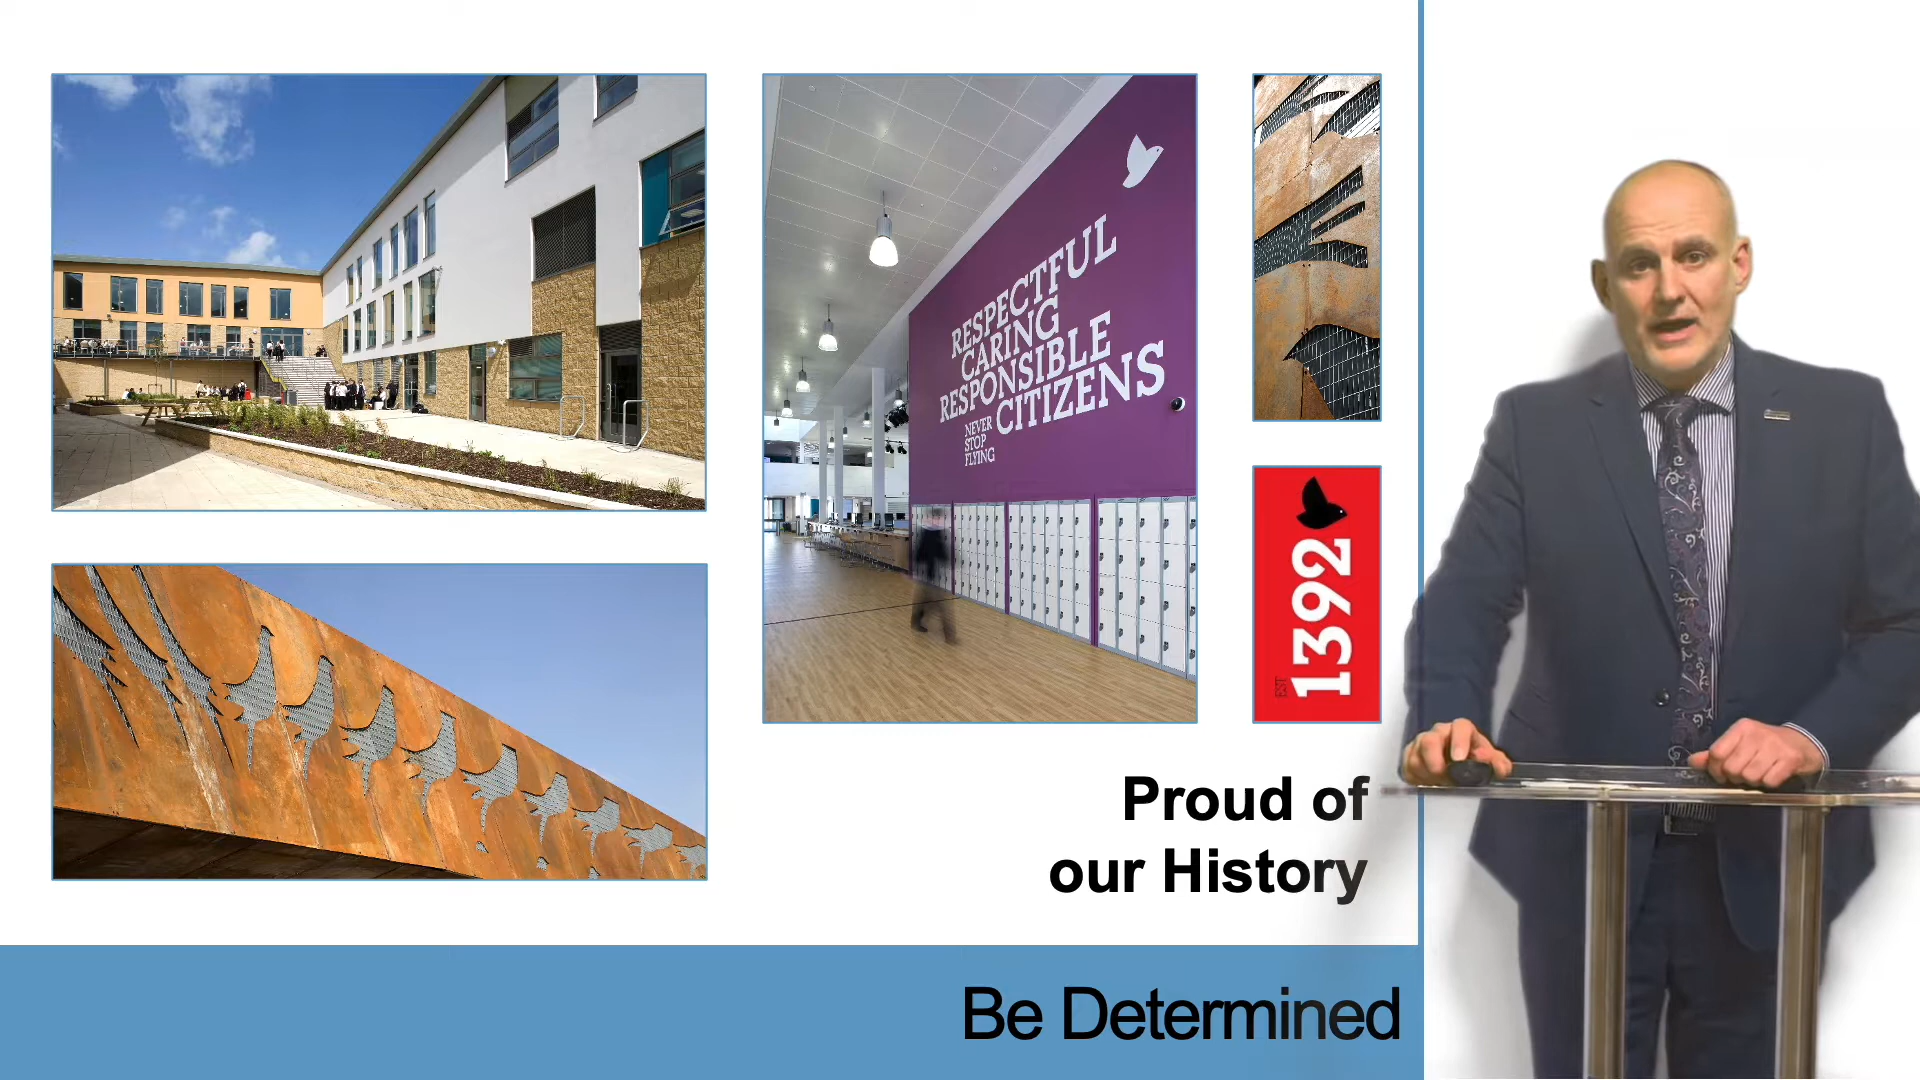 RESPECTFUL
CARING
RESPONSIBLE
CITIZENS
NEVER
STOP
FLYING
EST
1392
Proud of
our History
Be Determined